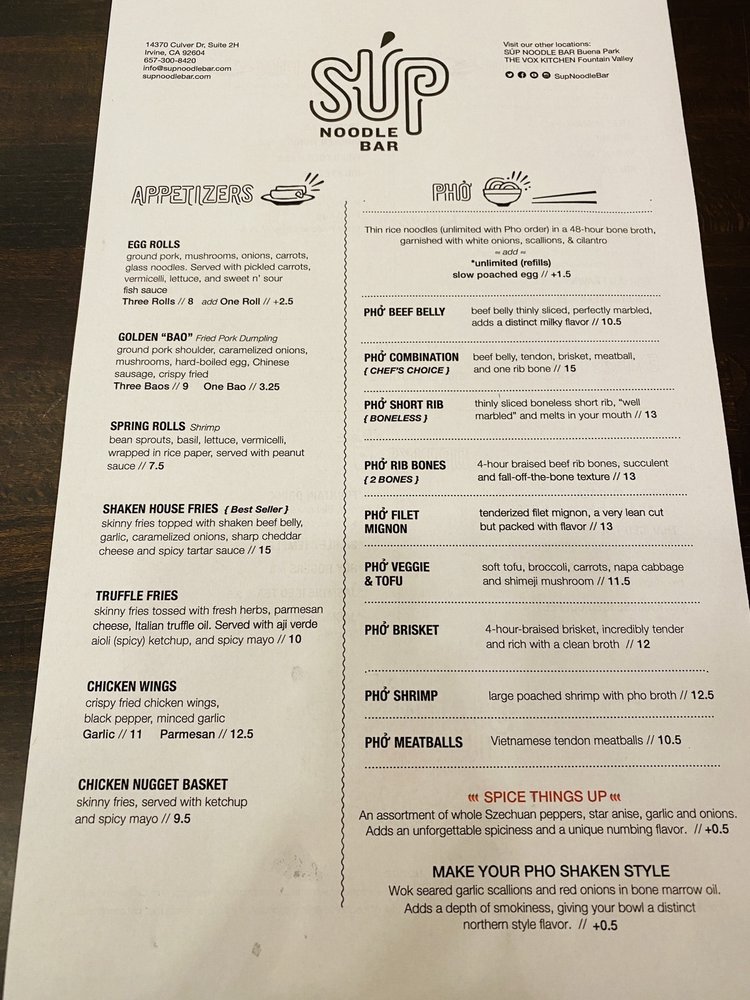 14370 Culver Dr, Suite 2H
Irvine, CA 92604
657-300-8420
info@supnoodlebar.com
supnoodlebar.com
SÚP
NOODLE
BAR
Visit our other locations:
SÚP NOODLE BAR Buena Park
THE VOX KITCHEN Fountain Valley
SupNoodleBar
APPETIZERS
EGG ROLLS
ground pork, mushrooms, onions, carrots,
glass noodles. Served with pickled carrots,
vermicelli, lettuce, and sweet n' sour
fish sauce
Three Rolls // 8 add One Roll // +2.5
GOLDEN "BAO" Fried Pork Dumpling
ground pork shoulder, caramelized onions,
mushrooms, hard-boiled egg, Chinese
sausage, crispy fried
Three Baos // 9 One Bao // 3.25
SPRING ROLLS Shrimp
bean sprouts, basil, lettuce, vermicelli,
wrapped in rice paper, served with peanut
sauce // 7.5
SHAKEN HOUSE FRIES { Best Seller }
skinny fries topped with shaken beef belly,
garlic, caramelized onions, sharp cheddar
cheese and spicy tartar sauce // 15
TRUFFLE FRIES
skinny fries tossed with fresh herbs, parmesan
cheese, Italian truffle oil. Served with aji verde
aioli (spicy) ketchup, and spicy mayo // 10
CHICKEN WINGS
crispy fried chicken wings,
black pepper, minced garlic
Garlic // 11 Parmesan // 12.5
CHICKEN NUGGET BASKET
skinny fries, served with ketchup
and spicy mayo // 9.5
PHỞ
Thin rice noodles (unlimited with Pho order) in a 48-hour bone broth,
garnished with white onions, scallions, & cilantro
≈ add ≈
*unlimited (refills)
slow poached egg // +1.5
PHỞ BEEF BELLY beef belly thinly sliced, perfectly marbled,
adds a distinct milky flavor // 10.5
PHỞ COMBINATION beef belly, tendon, brisket, meatball,
{ CHEF'S CHOICE } and one rib bone // 15
PHỞ SHORT RIB thinly sliced boneless short rib, "well
{ BONELESS } marbled" and melts in your mouth // 13
PHỞ RIB BONES 4-hour braised beef rib bones, succulent
{ 2 BONES } and fall-off-the-bone texture // 13
PHỞ FILET tenderized filet mignon, a very lean cut
MIGNON but packed with flavor // 13
PHỞ VEGGIE soft tofu, broccoli, carrots, napa cabbage
& TOFU and shimeji mushroom // 11.5
PHỞ BRISKET 4-hour-braised brisket, incredibly tender
and rich with a clean broth // 12
PHỞ SHRIMP large poached shrimp with pho broth // 12.5
PHỞ MEATBALLS Vietnamese tendon meatballs // 10.5
SPICE THINGS UP
An assortment of whole Szechuan peppers, star anise, garlic and onions.
Adds an unforgettable spiciness and a unique numbing flavor. // +0.5
MAKE YOUR PHO SHAKEN STYLE
Wok seared garlic scallions and red onions in bone marrow oil.
Adds a depth of smokiness, giving your bowl a distinct
northern style flavor. // +0.5